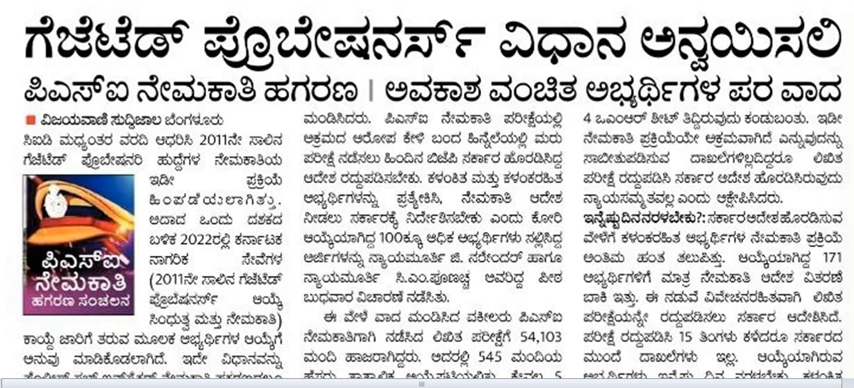 ಗೆಜೆಟೆಡ್ ಪ್ರೊಬೇಷನರ್ಸ್ ವಿಧಾನ ಅನ್ವಯಿಸಲಿ
ಪಿಎಸ್ಐ ನೇಮಕಾತಿ ಹಗರಣ | ಅವಕಾಶ ವಂಚಿತ ಅಭ್ಯರ್ಥಿಗಳ ಪರ ವಾದ
ವಿಜಯವಾಣಿ ಸುದ್ದಿಜಾಲ ಬೆಂಗಳೂರು
ಸಿಐಡಿ ಮಧ್ಯಂತರ ವರದಿ ಆಧರಿಸಿ 2011ನೇ ಸಾಲಿನ
ಗೆಜೆಟೆಡ್ ಪ್ರೊಬೇಷನರಿ ಹುದ್ದೆಗಳ ನೇಮಕಾತಿಯ
ಇಡೀ ಪ್ರಕ್ರಿಯೆ
ಹಿಂಪಡೆಯಲಾಗಿತ್ತು.
ಅದಾದ ಒಂದು ದಶಕದ
ಬಳಿಕ 2022ರಲ್ಲಿ ಕರ್ನಾಟಕ
ನಾಗರಿಕ ಸೇವೆಗಳ
(2011ನೇ ಸಾಲಿನ ಗೆಜೆಟೆಡ್
ಪ್ರೊಬೆಷನರ್ಸ್ ಆಯ್ಕೆ
ಸಿಂಧುತ್ವ ಮತ್ತು ನೇಮಕಾತಿ)
ಪಿಎಸ್ಐ
ನೇಮಕಾತಿ
ಹಗರಣ ಸಂಚಲನ
ಕಾಯ್ದೆ ಜಾರಿಗೆ ತರುವ ಮೂಲಕ ಅಭ್ಯರ್ಥಿಗಳ ಆಯ್ಕೆಗೆ
ಅನುವು ಮಾಡಿಕೊಡಲಾಗಿದೆ. ಇದೇ ವಿಧಾನವನ್ನು
ಮಂಡಿಸಿದರು. ಪಿಎಸ್ಐ ನೇಮಕಾತಿ ಪರೀಕ್ಷೆಯಲ್ಲಿ
ಅಕ್ರಮದ ಆರೋಪ ಕೇಳಿ ಬಂದ ಹಿನ್ನೆಲೆಯಲ್ಲಿ ಮರು
ಪರೀಕ್ಷೆ ನಡೆಸಲು ಹಿಂದಿನ ಬಿಜೆಪಿ ಸರ್ಕಾರ ಹೊರಡಿಸಿದ್ದ
ಆದೇಶ ರದ್ದುಪಡಿಸಬೇಕು. ಕಳಂಕಿತ ಮತ್ತು ಕಳಂಕರಹಿತ
ಅಭ್ಯರ್ಥಿಗಳನ್ನು ಪ್ರತ್ಯೇಕಿಸಿ, ನೇಮಕಾತಿ ಆದೇಶ
ನೀಡಲು ಸರ್ಕಾರಕ್ಕೆ ನಿರ್ದೇಶಿಸಬೇಕು ಎಂದು ಕೋರಿ
ಆಯ್ಕೆಯಾಗಿದ್ದ 100ಕ್ಕೂ ಅಧಿಕ ಅಭ್ಯರ್ಥಿಗಳು ಸಲ್ಲಿಸಿದ್ದ
ಅರ್ಜಿಗಳನ್ನು ನ್ಯಾಯಮೂರ್ತಿ ಜಿ. ನರೇಂದರ್ ಹಾಗೂ
ನ್ಯಾಯಮೂರ್ತಿ ಸಿ.ಎಂ.ಪೂಣಚ್ಚ ಅವರಿದ್ದ ಪೀಠ
ಬುಧವಾರ ವಿಚಾರಣೆ ನಡೆಸಿತು.
ಈ ವೇಳೆ ವಾದ ಮಂಡಿಸಿದ ವಕೀಲರು ಪಿಎಸ್ಐ
ನೇಮಕಾತಿಗಾಗಿ ನಡೆಸಿದ ಲಿಖಿತ ಪರೀಕ್ಷೆಗೆ 54,103
ಮಂದಿ ಹಾಜರಾಗಿದ್ದರು. ಅದರಲ್ಲಿ 545 ಮಂದಿಯ
4 ಒಎಂಆರ್ ಶೀಟ್ ತಿದ್ದಿರುವುದು ಕಂಡುಬಂತು. ಇಡೀ
ನೇಮಕಾತಿ ಪ್ರಕ್ರಿಯೆಯೇ ಅಕ್ರಮವಾಗಿದೆ ಎನ್ನುವುದನ್ನು
ಸಾಬೀತುಪಡಿಸುವ ದಾಖಲೆಗಳಿಲ್ಲದಿದ್ದರೂ ಲಿಖಿತ
ಪರೀಕ್ಷೆ ರದ್ದುಪಡಿಸಿ ಸರ್ಕಾರ ಆದೇಶ ಹೊರಡಿಸಿರುವುದು
ನ್ಯಾಯಸಮ್ಮತವಲ್ಲ ಎಂದು ಆಕ್ಷೇಪಿಸಿದರು.
ಇನ್ನೆಷ್ಟು ದಿನ ನರಳಬೇಕು?: ಸರ್ಕಾರ ಆದೇಶ ಹೊರಡಿಸುವ
ವೇಳೆಗೆ ಕಳಂಕರಹಿತ ಅಭ್ಯರ್ಥಿಗಳ ನೇಮಕಾತಿ ಪ್ರಕ್ರಿಯೆ
ಅಂತಿಮ ಹಂತ ತಲುಪಿತ್ತು. ಆಯ್ಕೆಯಾಗಿದ್ದ 171
ಅಭ್ಯರ್ಥಿಗಳಿಗೆ ಮಾತ್ರ ನೇಮಕಾತಿ ಆದೇಶ ವಿತರಣೆ
ಬಾಕಿ ಇತ್ತು. ಈ ನಡುವೆ ವಿವೇಚನರಹಿತವಾಗಿ ಲಿಖಿತ
ಪರೀಕ್ಷೆಯನ್ನೇ ರದ್ದುಪಡಿಸಲು ಸರ್ಕಾರ ಆದೇಶಿಸಿದೆ.
ಪರೀಕ್ಷೆ ರದ್ದುಪಡಿಸಿ 15 ತಿಂಗಳು ಕಳೆದರೂ ಸರ್ಕಾರದ
ಮುಂದೆ ದಾಖಲೆಗಳು ಇಲ್ಲ. ಆಯ್ಕೆಯಾಗಿರುವ